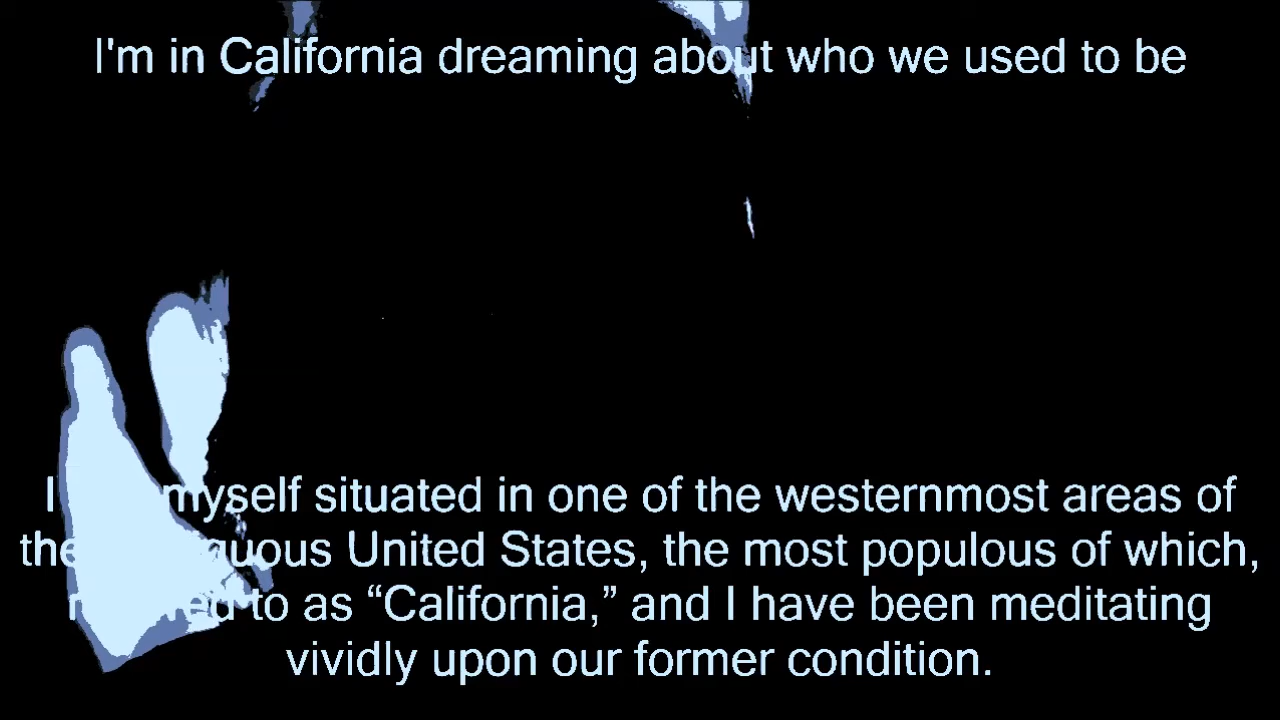 I'm in California dreaming about who we used to be
I myself situated in one of the westernmost areas of
the United States, the most populous of which,
to as “California,” and I have been meditating
vividly upon our former condition.